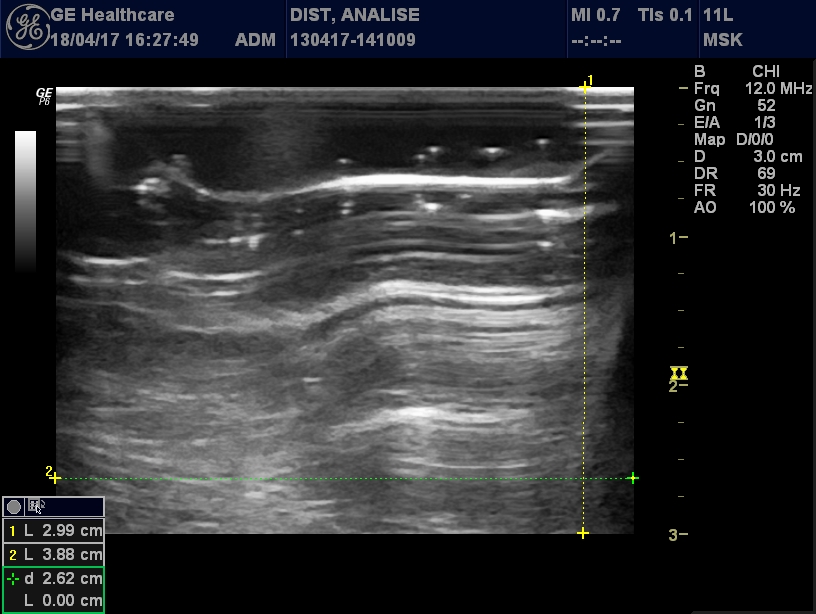 GE Healthcare
18/04/17 16:27:49 ADM
DIST, ANALISE
130417-141009
MI 0.7 TIs 0.1
--:--:--
11L
MSK
GE
P6
B CHI
Frq 12.0 MHz
Gn 52
E/A 1/3
Map D/0/0
D 3.0 cm
DR 69
FR 30 Hz
AO 100 %
1
1
2
3
2
1 L 2.99 cm
2 L 3.88 cm
d 2.62 cm
L 0.00 cm